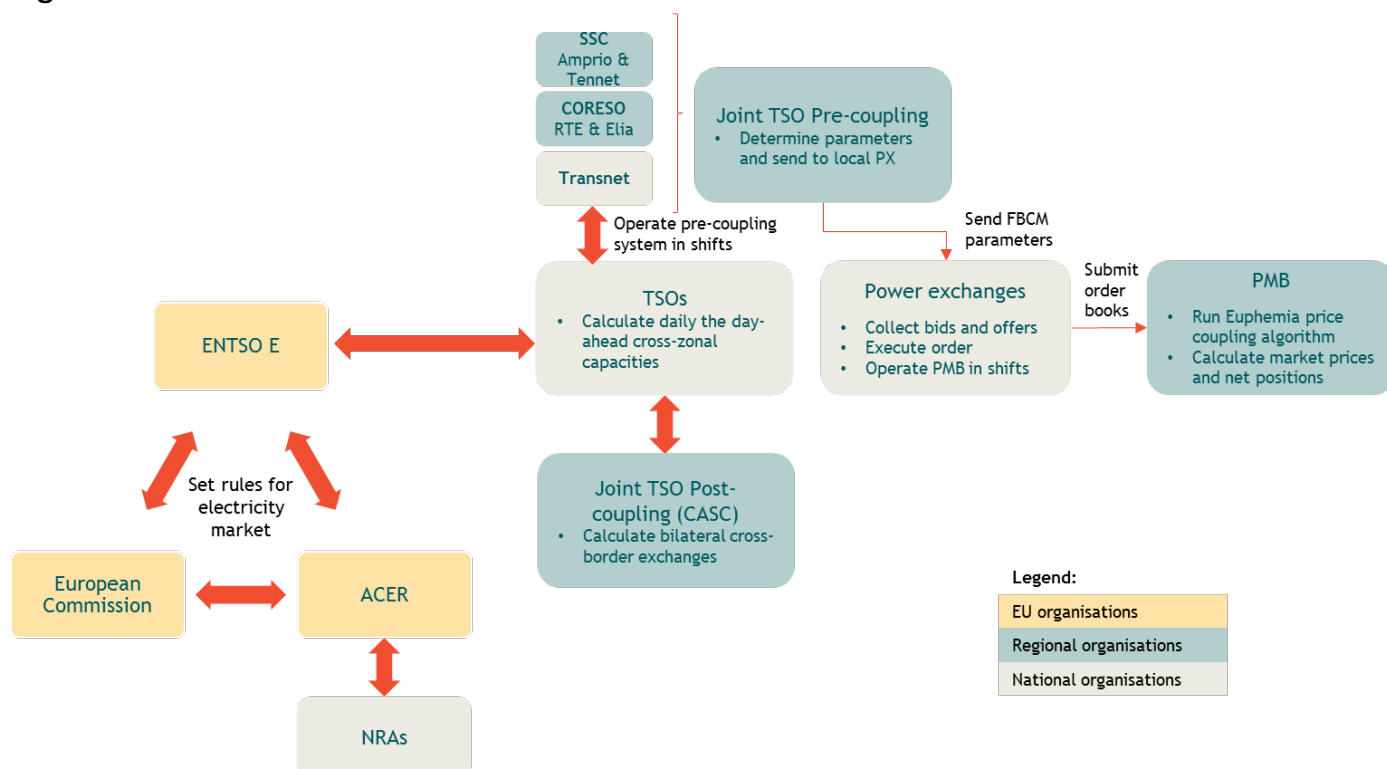 SSC
Amprio &
Tennet
CORESO
RTE & Elia
Transnet
Joint TSO Pre-coupling
• Determine parameters
and send to local PX
Operate pre-coupling
system in shifts
Send FBCM
parameters
TSOs
• Calculate daily the day-
ahead cross-zonal
capacities
Power exchanges
• Collect bids and offers
• Execute order
• Operate PMB in shifts
Submit
order
books
PMB
• Run Euphemia price
coupling algorithm
• Calculate market prices
and net positions
ENTSO E
Set rules for
electricity
market
Joint TSO Post-
coupling (CASC)
• Calculate bilateral cross-
border exchanges
European
Commission
ACER
NRAs
Legend:
EU organisations
Regional organisations
National organisations